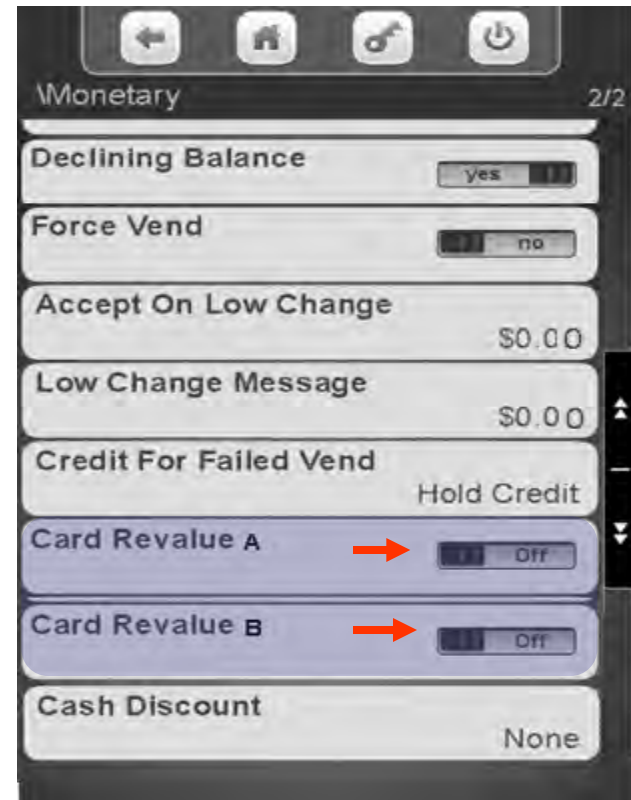 \Monetary 2/2
Declining Balance
yes
Force Vend
no
Accept On Low Change
$0.00
Low Change Message
$0.00
Credit For Failed Vend
Hold Credit
Card Revalue A
Off
Card Revalue B
Off
Cash Discount
None